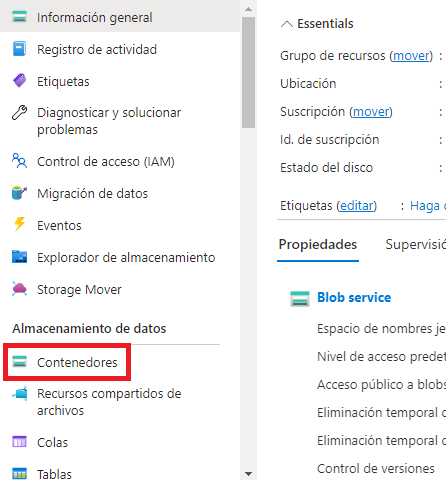 Información general
Registro de actividad
Etiquetas
Diagnosticar y solucionar
problemas
Control de acceso (IAM)
Migración de datos
Eventos
Explorador de almacenamiento
Storage Mover
Almacenamiento de datos
Contenedores
Recursos compartidos de
archivos
Colas
Tablas
Essentials
Grupo de recursos (mover) :
Ubicación :
Suscripción (mover) :
Id. de suscripción :
Estado del disco :
Etiquetas (editar) : Haga
Propiedades
Blob service
Espacio de nombres
Nivel de acceso
Acceso público a blobs
Eliminación temporal
Eliminación temporal
Control de versiones